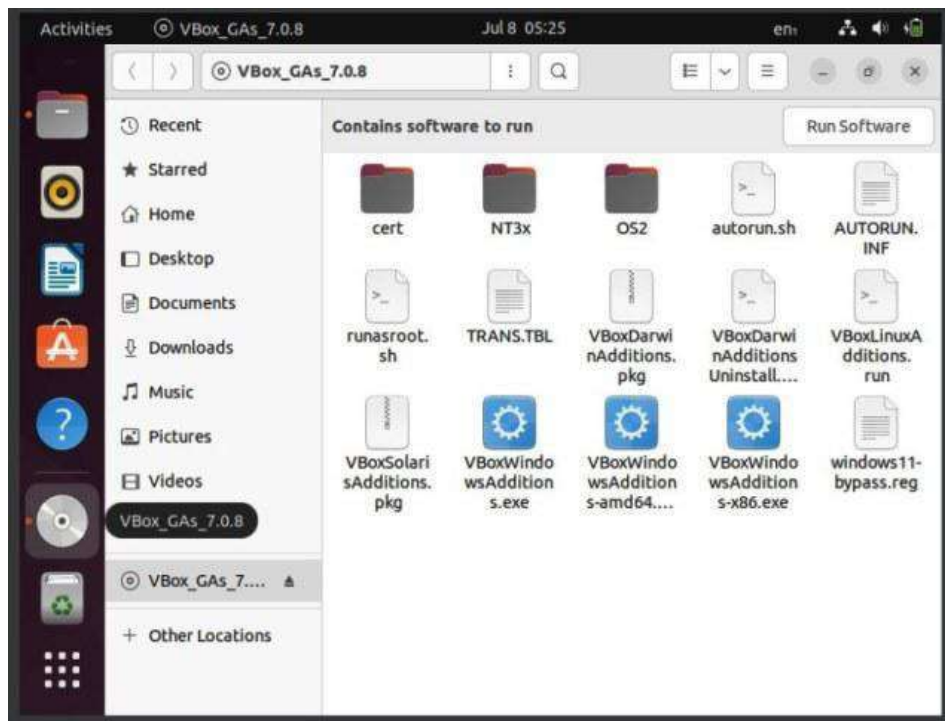 Activities VBox_GAs_7.0.8 Jul 8 05:25 en₁
VBox_GAs_7.0.8
Recent
Starred
Home
Desktop
Documents
Downloads
Music
Pictures
Videos
VBox_GAs_7.0.8
VBox_GAs_7....
+ Other Locations
Contains software to run Run Software
cert NT3x OS2 autorun.sh AUTORUN.
INF
runasroot. TRANS.TBL VBoxDarwi VBoxDarwi VBoxLinuxA
sh nAdditions. nAdditions dditions.
pkg Uninstall.... run
VBoxSolari VBoxWindo VBoxWindo VBoxWindo windows11-
sAdditions. wsAddition wsAddition wsAddition bypass.reg
pkg s.exe s-amd64.... s-x86.exe